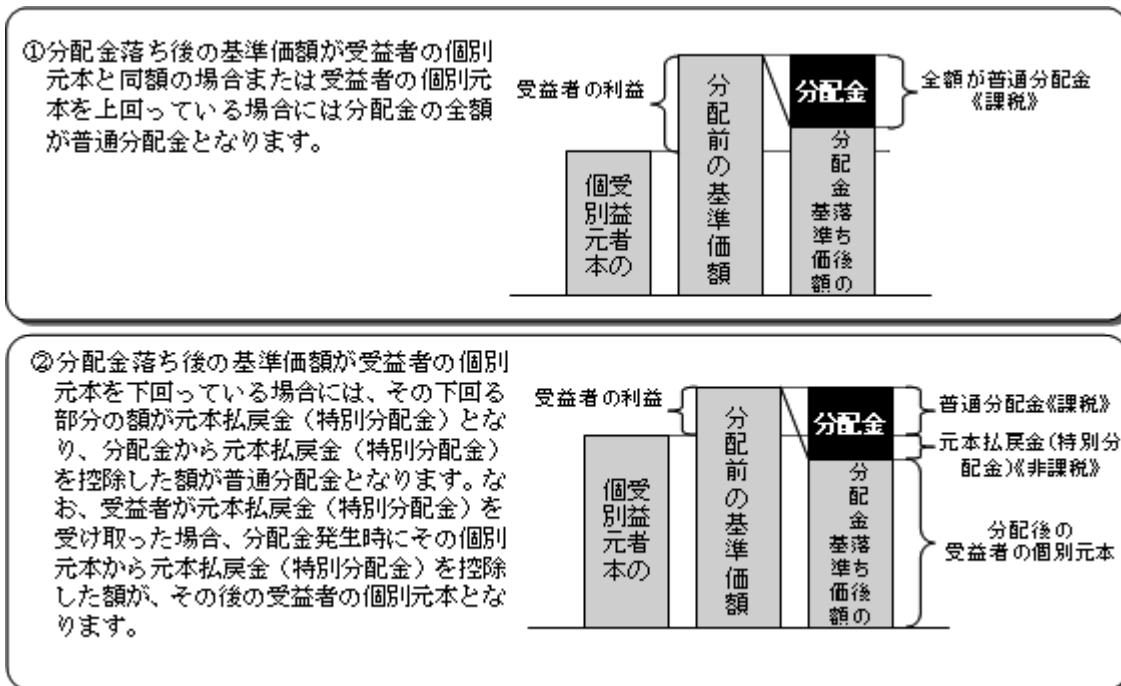 ①分配金落ち後の基準価額が受益者の個別
元本と同額の場合または受益者の個別元
本を上回っている場合には分配金の全額
が普通分配金となります。
受益者の利益
受益者の
個別元本
分配前の基準価額
分配金
分配金落ち後の
基準価額
全額が普通分配金
《課税》
②分配金落ち後の基準価額が受益者の個別
元本を下回っている場合には、その下回る
部分の額が元本払戻金（特別分配金）とな
り、分配金から元本払戻金（特別分配金）
を控除した額が普通分配金となります。な
お、受益者が元本払戻金（特別分配金）を
受け取った場合、分配金発生時にその個別
元本から元本払戻金（特別分配金）を控除
した額が、その後の受益者の個別元本とな
ります。
受益者の利益
受益者の
個別元本
分配前の基準価額
分配金
分配金落ち後の
基準価額
普通分配金《課税》
元本払戻金(特別分
配金)《非課税》
分配後の
受益者の個別元本